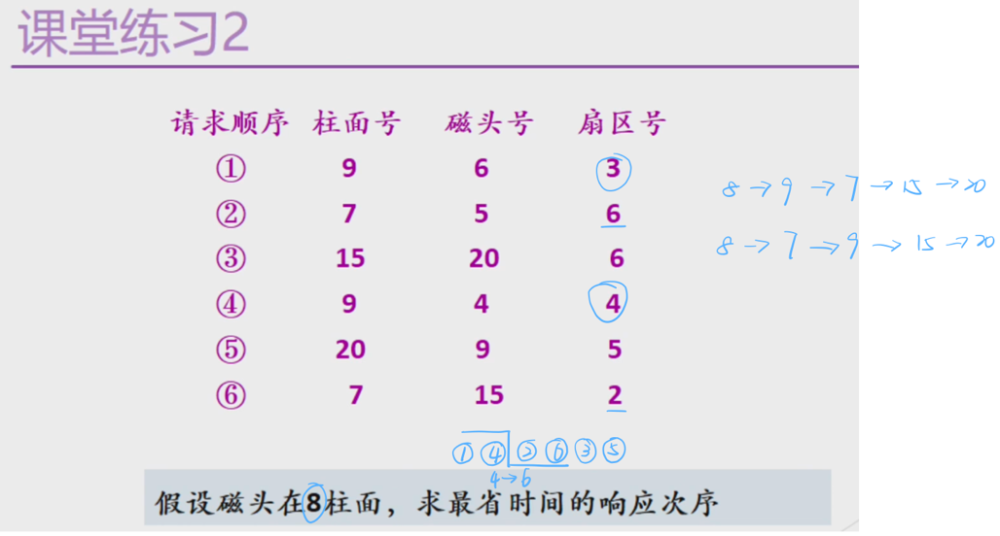 课堂练习2
请求顺序 柱面号 磁头号 扇区号
① 9 6 3
② 7 5 6
③ 15 20 6
④ 9 4 4
⑤ 20 9 5
⑥ 7 15 2
8→9→7→15→20
8→7→9→15→20
① ④ ② ⑥ ③ ⑤
4→6
假设磁头在8柱面，求最省时间的响应次序